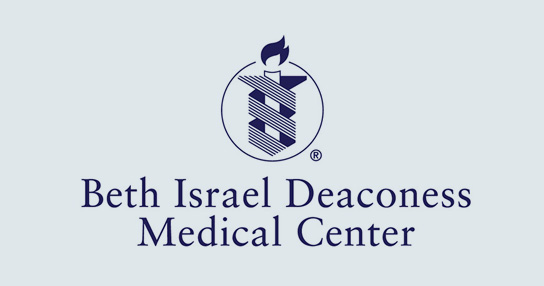 ®
Beth Israel Deaconess
Medical Center